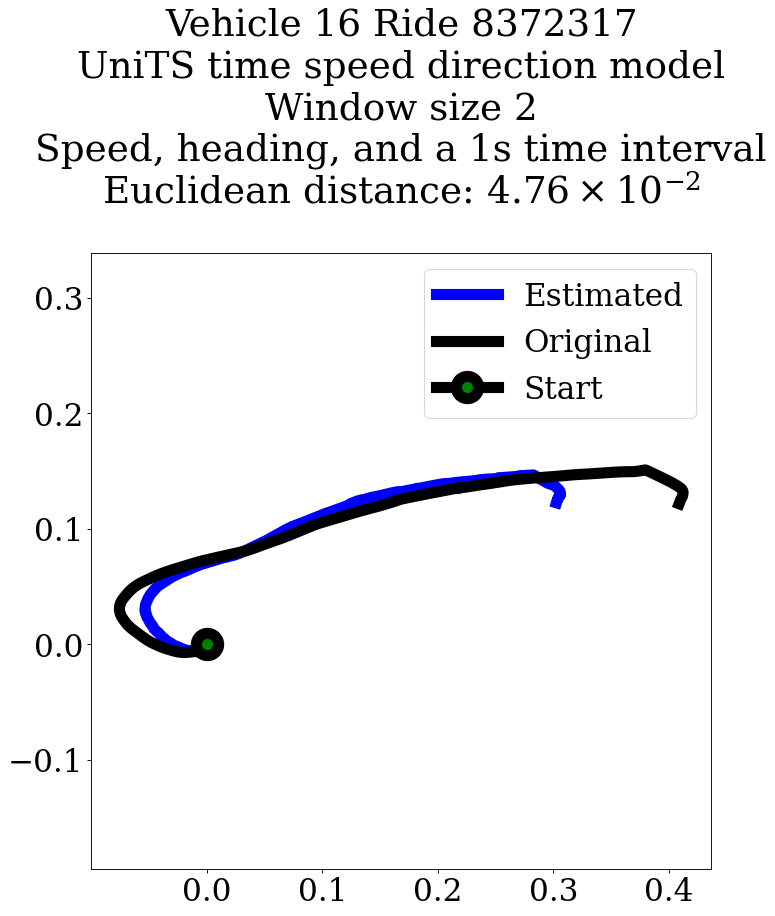 Vehicle 16 Ride 8372317
UniTS time speed direction model
Window size 2
Speed, heading, and a 1s time interval
Euclidean distance: 4.76 × 10⁻²
Estimated
Original
Start
0.3
0.2
0.1
0.0
−0.1
0.0 0.1 0.2 0.3 0.4